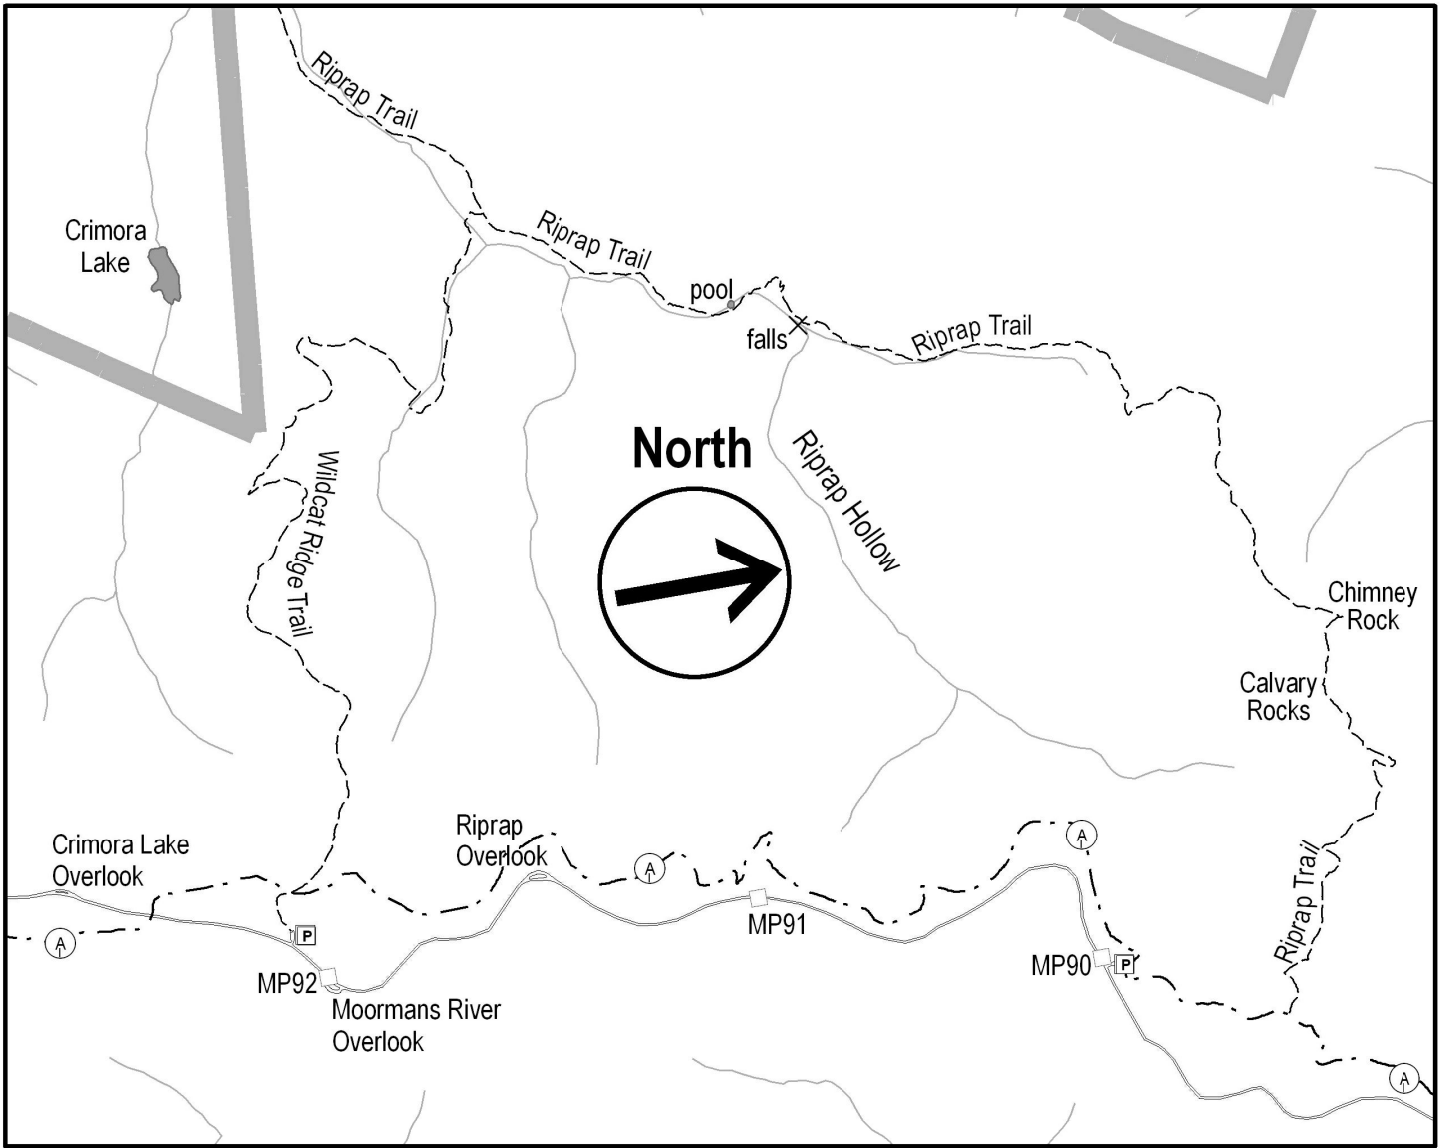 Riprap Trail
Crimora
Lake
Riprap Trail
pool
falls
Riprap Trail
North
Riprap Hollow
Wildcat Ridge Trail
Chimney
Rock
Calvary
Rocks
Riprap
Overlook
Crimora Lake
Overlook
A
A
A
P
MP92
MP91
MP90
P
Riprap Trail
Moormans River
Overlook
A